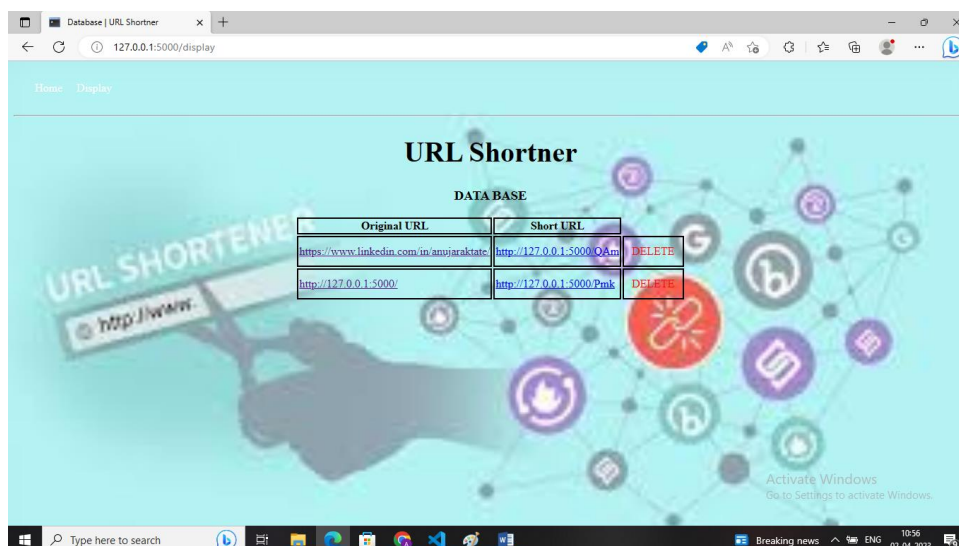 Database | URL Shortner
127.0.0.1:5000/display
Home Display
URL Shortner
DATA BASE
Original URL Short URL
https://www.linkedin.com/in/anujaraktate/ http://127.0.0.1:5000/QAm DELETE
http://127.0.0.1:5000/ http://127.0.0.1:5000/Pmk DELETE
URL SHORTENER
http://www.
Activate Windows
Go to Settings to activate Windows.
Type here to search
Breaking news ENG 10:56
02-04-2023